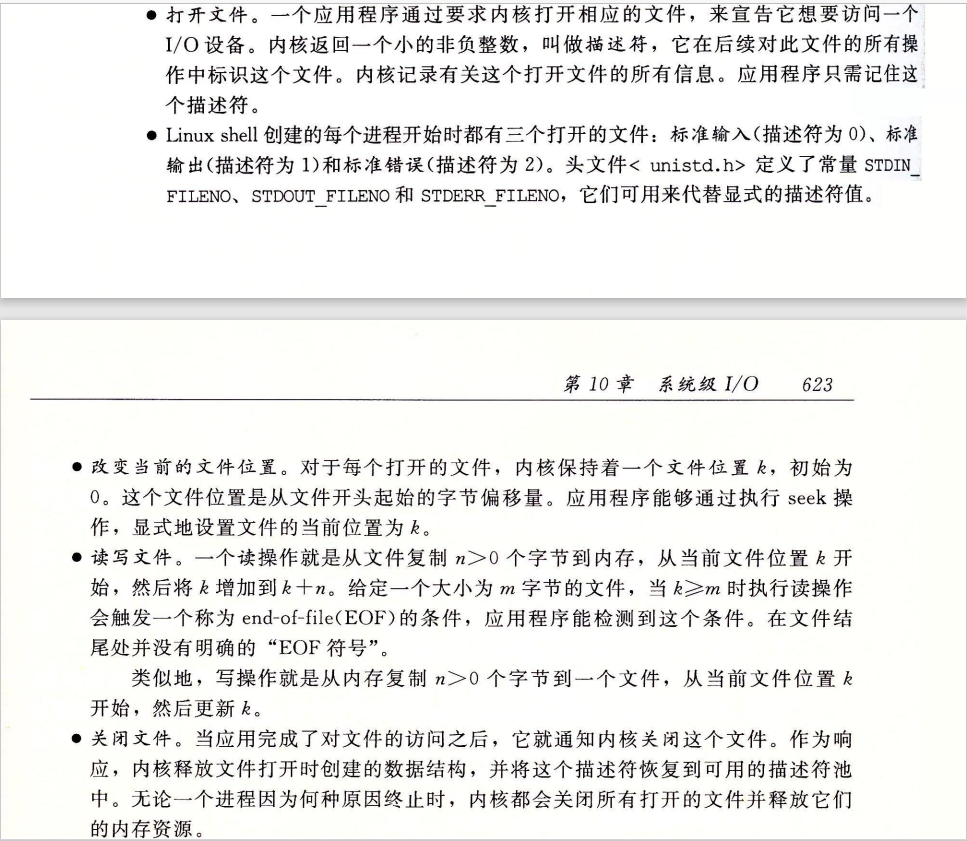 ● 打开文件。一个应用程序通过要求内核打开相应的文件，来宣告它想要访问一个
I/O 设备。内核返回一个小的非负整数，叫做描述符，它在后续对此文件的所有操
作中标识这个文件。内核记录有关这个打开文件的所有信息。应用程序只需记住这
个描述符。
● Linux shell 创建的每个进程开始时都有三个打开的文件：标准输入(描述符为 0)、标准
输出(描述符为 1)和标准错误(描述符为 2)。头文件< unistd.h> 定义了常量 STDIN_
FILENO、STDOUT_FILENO 和 STDERR_FILENO，它们可用来代替显式的描述符值。
第 10 章 系统级 I/O 623
● 改变当前的文件位置。对于每个打开的文件，内核保持着一个文件位置 k，初始为
0。这个文件位置是从文件开头起始的字节偏移量。应用程序能够通过执行 seek 操
作，显式地设置文件的当前位置为 k。
● 读写文件。一个读操作就是从文件复制 n>0 个字节到内存，从当前文件位置 k 开
始，然后将 k 增加到 k+n。给定一个大小为 m 字节的文件，当 k≥m 时执行读操作
会触发一个称为 end-of-file(EOF)的条件，应用程序能检测到这个条件。在文件结
尾处并没有明确的“EOF 符号”。
类似地，写操作就是从内存复制 n>0 个字节到一个文件，从当前文件位置 k
开始，然后更新 k。
● 关闭文件。当应用完成了对文件的访问之后，它就通知内核关闭这个文件。作为响
应，内核释放文件打开时创建的数据结构，并将这个描述符恢复到可用的描述符池
中。无论一个进程因为何种原因终止时，内核都会关闭所有打开的文件并释放它们
的内存资源。